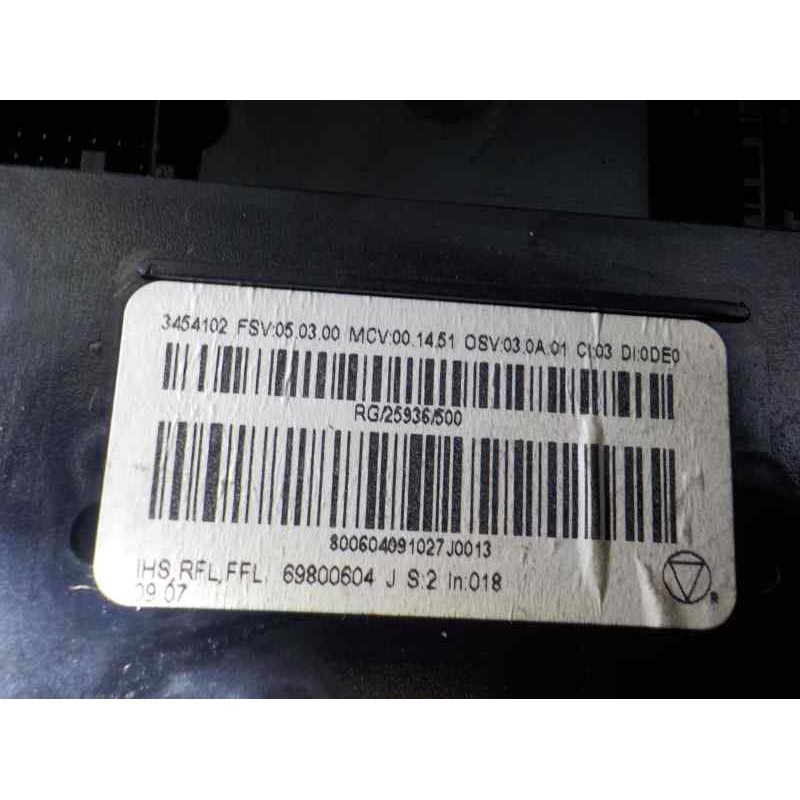 3454102 FSV:05.03.00 MCV:00.14.51 OSV:03.0A.01 CI:03 DI:0DE0
RG/25936/500
800604091027J0013
IHS, RFL, FFL, 69800604 J S:2 In:018
09 07
R